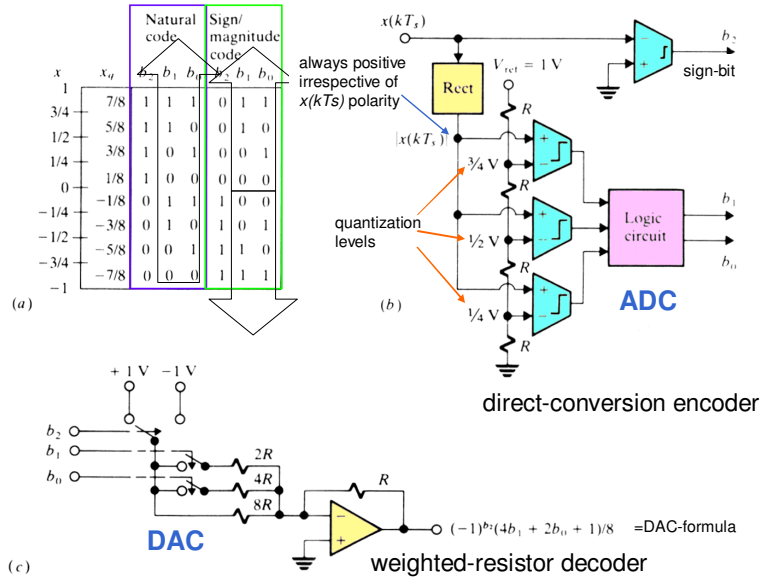 Natural code Sign/magnitude code
x x_q b₂ b₁ b₀ b₂ b₁ b₀
1
7/8 1 1 1 0 1 1
3/4
5/8 1 1 0 0 1 0
1/2
3/8 1 0 1 0 0 1
1/4
1/8 1 0 0 0 0 0
0
−1/8 0 1 1 1 0 0
−1/4
−3/8 0 1 0 1 0 1
−1/2
−5/8 0 0 1 1 1 0
−3/4
−7/8 0 0 0 1 1 1
−1
(a)
always positive
irrespective of
x(kTs) polarity
x(kTₛ)
b₂
sign-bit
Rect
V_ref = 1 V
R
|x(kTₛ)|
3/4 V
R
quantization
levels
1/2 V
R
1/4 V
R
+
−
+
−
+
−
−
+
Logic
circuit
b₁
b₀
(b)
ADC
direct-conversion encoder
+1 V −1 V
b₂
b₁
b₀
2R
4R
8R
R
−
+
(−1)^b₂(4b₁ + 2b₀ + 1)/8 =DAC-formula
DAC
weighted-resistor decoder
(c)